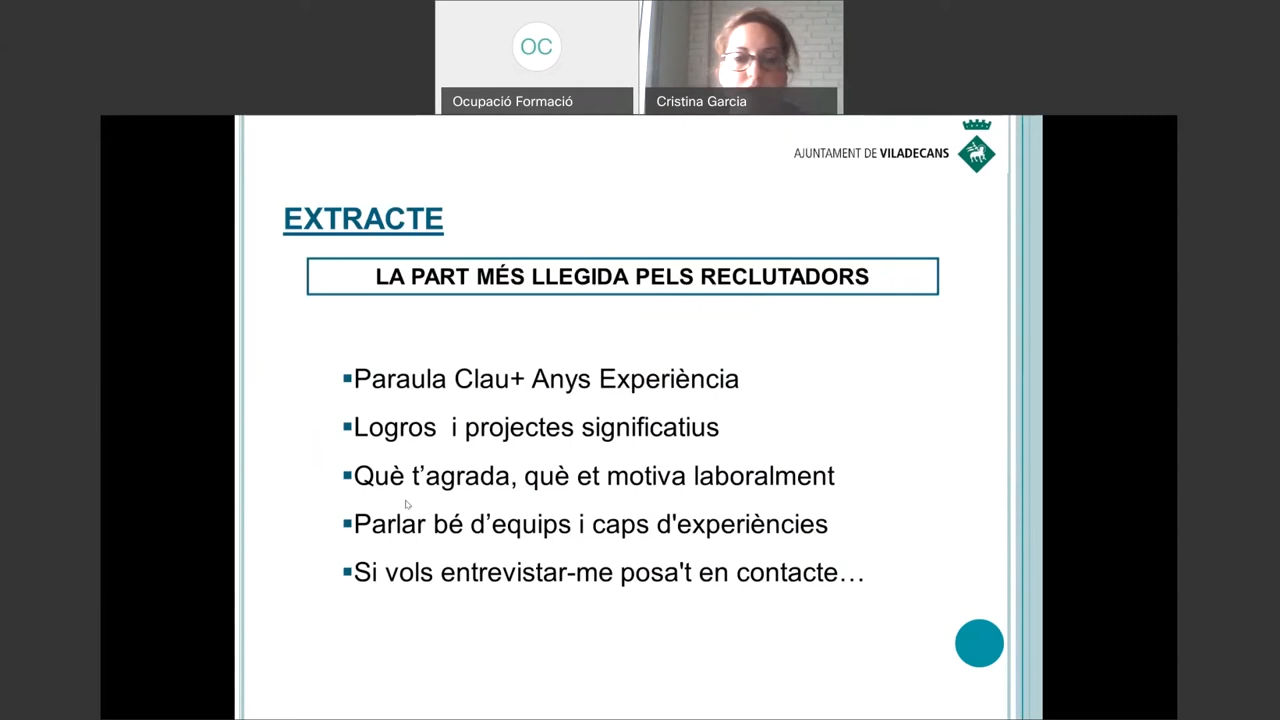 OC
Ocupació Formació
Cristina Garcia
AJUNTAMENT DE VILADECANS
EXTRACTE
LA PART MÉS LLEGIDA PELS RECLUTADORS
▪Paraula Clau+ Anys Experiència
▪Logros i projectes significatius
▪Què t’agrada, què et motiva laboralment
▪Parlar bé d’equips i caps d'experiències
▪Si vols entrevistar-me posa't en contacte…